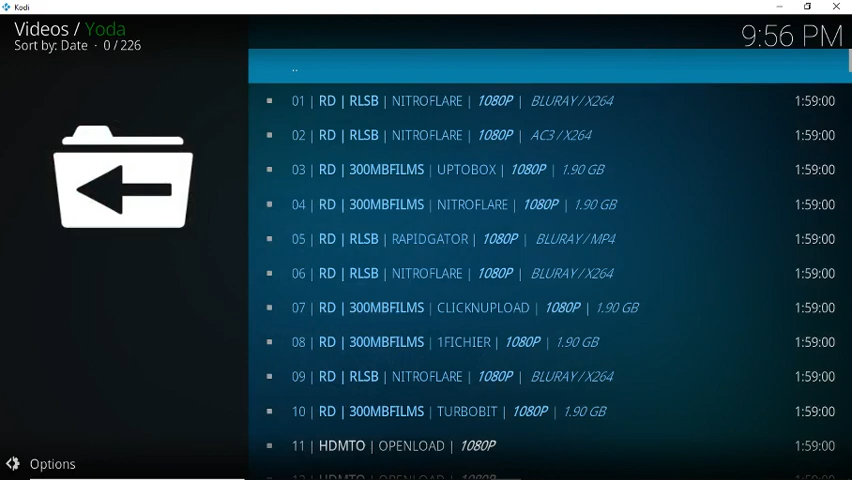 Kodi
Videos / Yoda
Sort by: Date · 0 / 226
9:56 PM
..
01 | RD | RLSB | NITROFLARE | 1080P | BLURAY / X264 1:59:00
02 | RD | RLSB | NITROFLARE | 1080P | AC3 / X264 1:59:00
03 | RD | 300MBFILMS | UPTOBOX | 1080P | 1.90 GB 1:59:00
04 | RD | 300MBFILMS | NITROFLARE | 1080P | 1.90 GB 1:59:00
05 | RD | RLSB | RAPIDGATOR | 1080P | BLURAY / MP4 1:59:00
06 | RD | RLSB | NITROFLARE | 1080P | BLURAY / X264 1:59:00
07 | RD | 300MBFILMS | CLICKNUPLOAD | 1080P | 1.90 GB 1:59:00
08 | RD | 300MBFILMS | 1FICHIER | 1080P | 1.90 GB 1:59:00
09 | RD | RLSB | NITROFLARE | 1080P | BLURAY / X264 1:59:00
10 | RD | 300MBFILMS | TURBOBIT | 1080P | 1.90 GB 1:59:00
11 | HDMTO | OPENLOAD | 1080P 1:59:00
12 | HDMTO | OPENLOAD | 1080P
Options